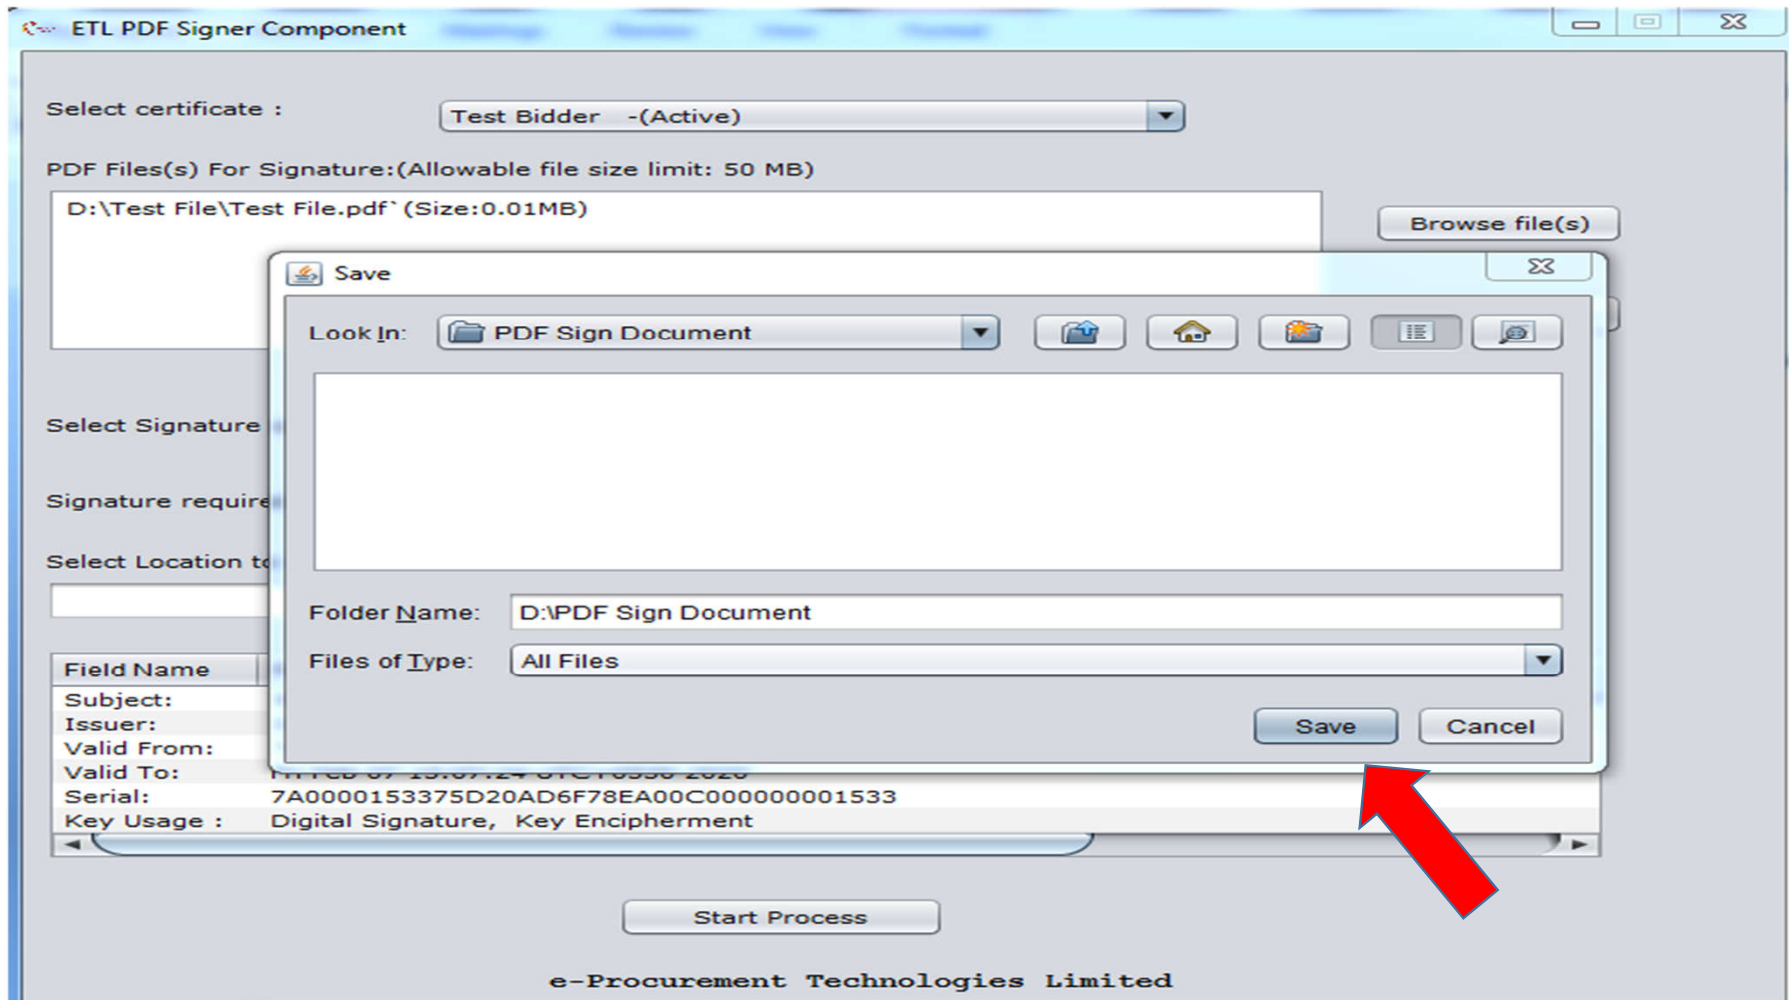 ETL PDF Signer Component
Select certificate :
Test Bidder -(Active)
PDF Files(s) For Signature:(Allowable file size limit: 50 MB)
D:\Test File\Test File.pdf`(Size:0.01MB)
Browse file(s)
Save
Look In:
PDF Sign Document
Select Signature
Signature require
Select Location to
Folder Name:
D:\PDF Sign Document
Files of Type:
All Files
Save
Cancel
Field Name
Subject:
Issuer:
Valid From:
Valid To:
Serial: 7A0000153375D20AD6F78EA00C000000001533
Key Usage : Digital Signature, Key Encipherment
Start Process
e-Procurement Technologies Limited